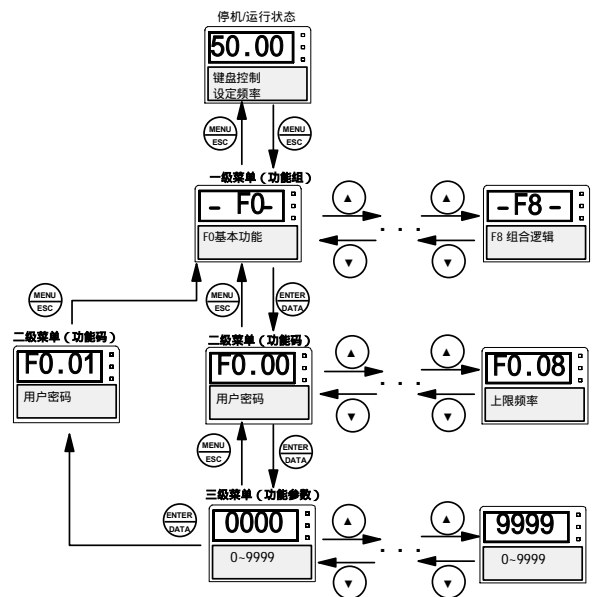 停机/运行状态
50.00
键盘控制
设定频率
MENU
ESC
MENU
ESC
一级菜单（功能组）
- F0-
F0基本功能
▲
▼
. . .
▲
▼
-F8-
F8 组合逻辑
MENU
ESC
MENU
ESC
ENTER
DATA
二级菜单（功能码）
F0.01
用户密码
二级菜单（功能码）
F0.00
用户密码
▲
▼
. . .
▲
▼
F0.08
上限频率
MENU
ESC
ENTER
DATA
三级菜单（功能参数）
ENTER
DATA
0000
0~9999
▲
▼
. . .
▲
▼
9999
0~9999